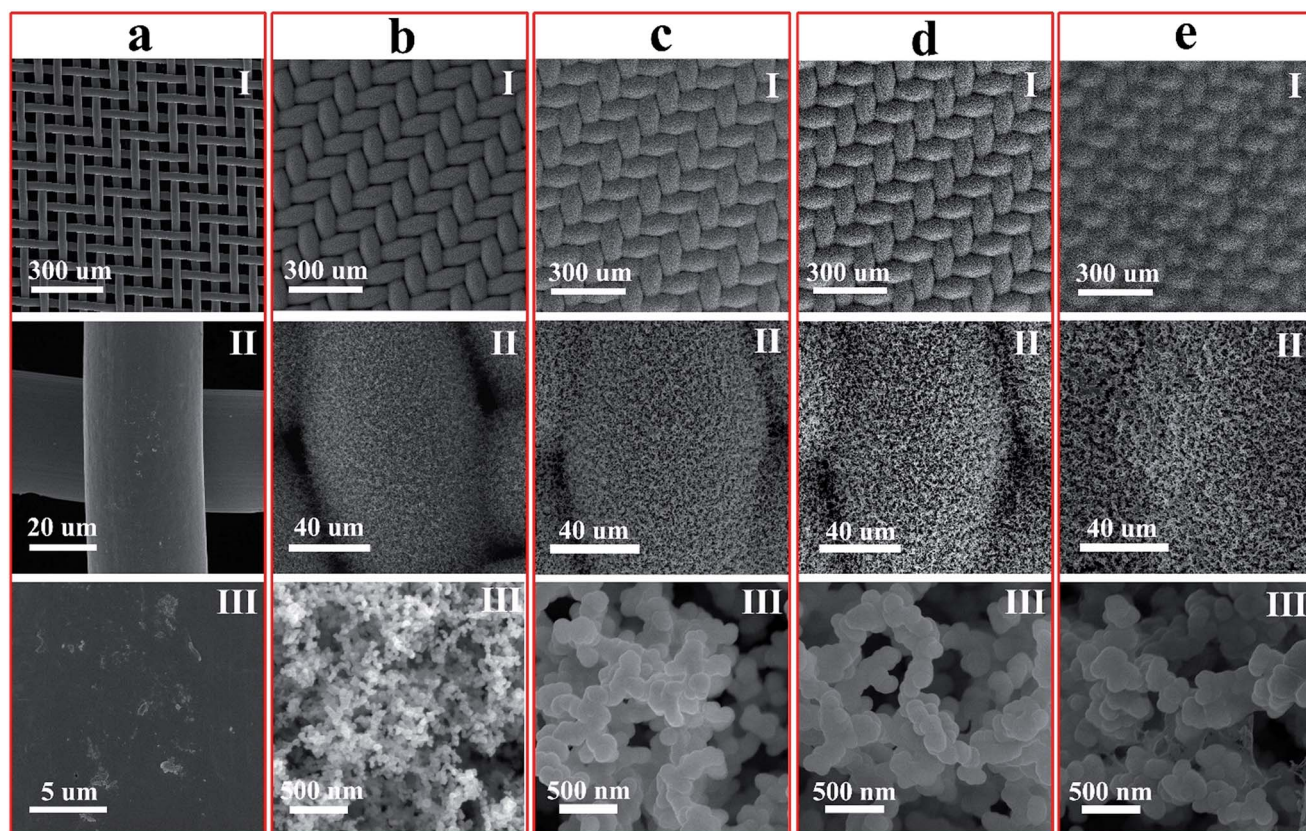 a b c d e
I I I I I
300 um 300 um 300 um 300 um 300 um
II II II II II
20 um 40 um 40 um 40 um 40 um
III III III III III
5 um 500 nm 500 nm 500 nm 500 nm